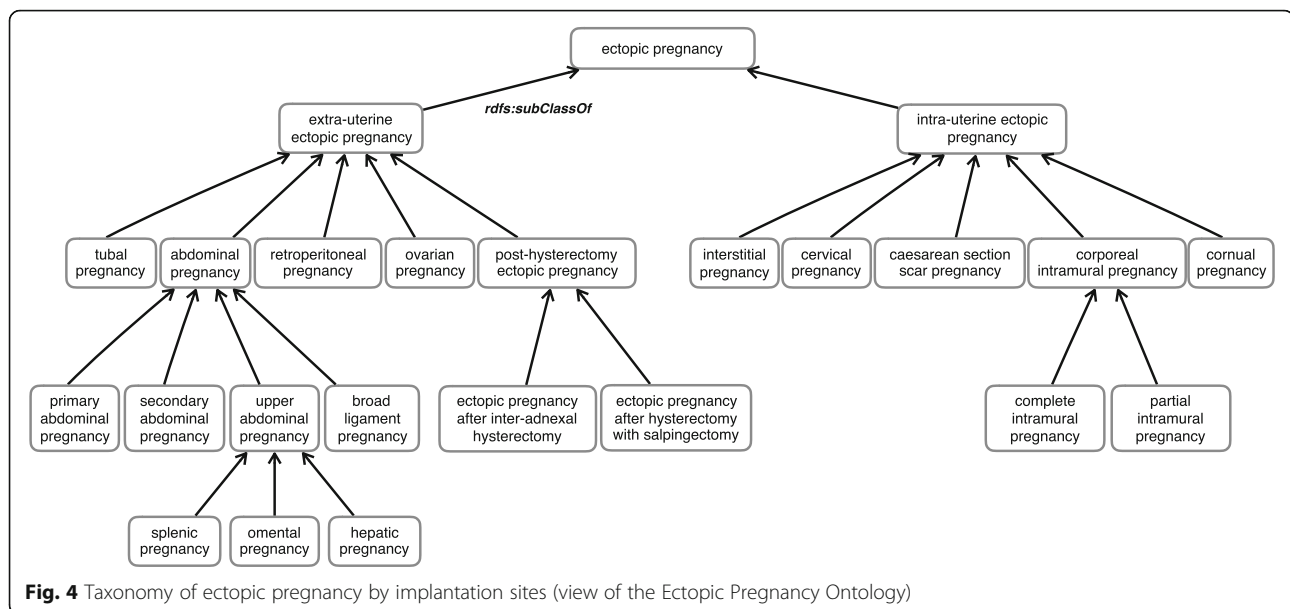 ectopic pregnancy
rdfs:subClassOf
extra-uterine
ectopic pregnancy
intra-uterine ectopic
pregnancy
tubal
pregnancy
abdominal
pregnancy
retroperitoneal
pregnancy
ovarian
pregnancy
post-hysterectomy
ectopic pregnancy
interstitial
pregnancy
cervical
pregnancy
caesarean section
scar pregnancy
corporeal
intramural pregnancy
cornual
pregnancy
primary
abdominal
pregnancy
secondary
abdominal
pregnancy
upper
abdominal
pregnancy
broad
ligament
pregnancy
ectopic pregnancy
after inter-adnexal
hysterectomy
ectopic pregnancy
after hysterectomy
with salpingectomy
complete
intramural
pregnancy
partial
intramural
pregnancy
splenic
pregnancy
omental
pregnancy
hepatic
pregnancy
Fig. 4 Taxonomy of ectopic pregnancy by implantation sites (view of the Ectopic Pregnancy Ontology)